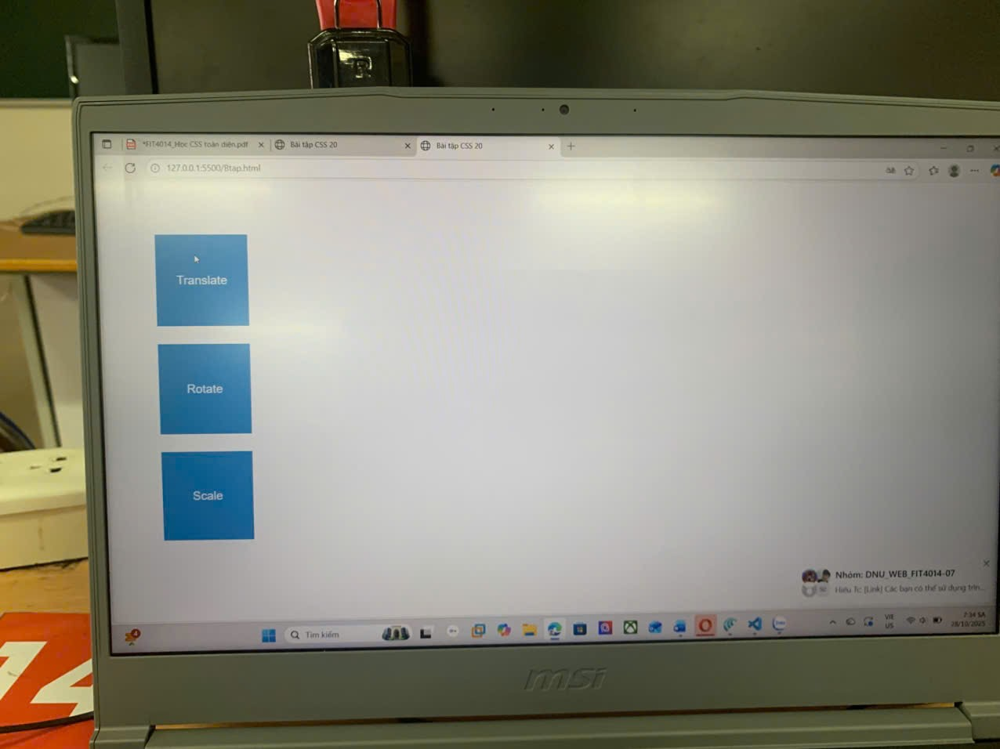 *FIT4014_Học CSS toàn diện.pdf
Bài tập CSS 20
Bài tập CSS 20
127.0.0.1:5500/Btap.html
Translate
Rotate
Scale
Nhóm: DNU_WEB_FIT4014-07
Hiếu Tc: [Link] Các bạn có thể sử dụng trìn...
4
Tìm kiếm
VIE
US
7:34 SA
28/10/2025
msi
14